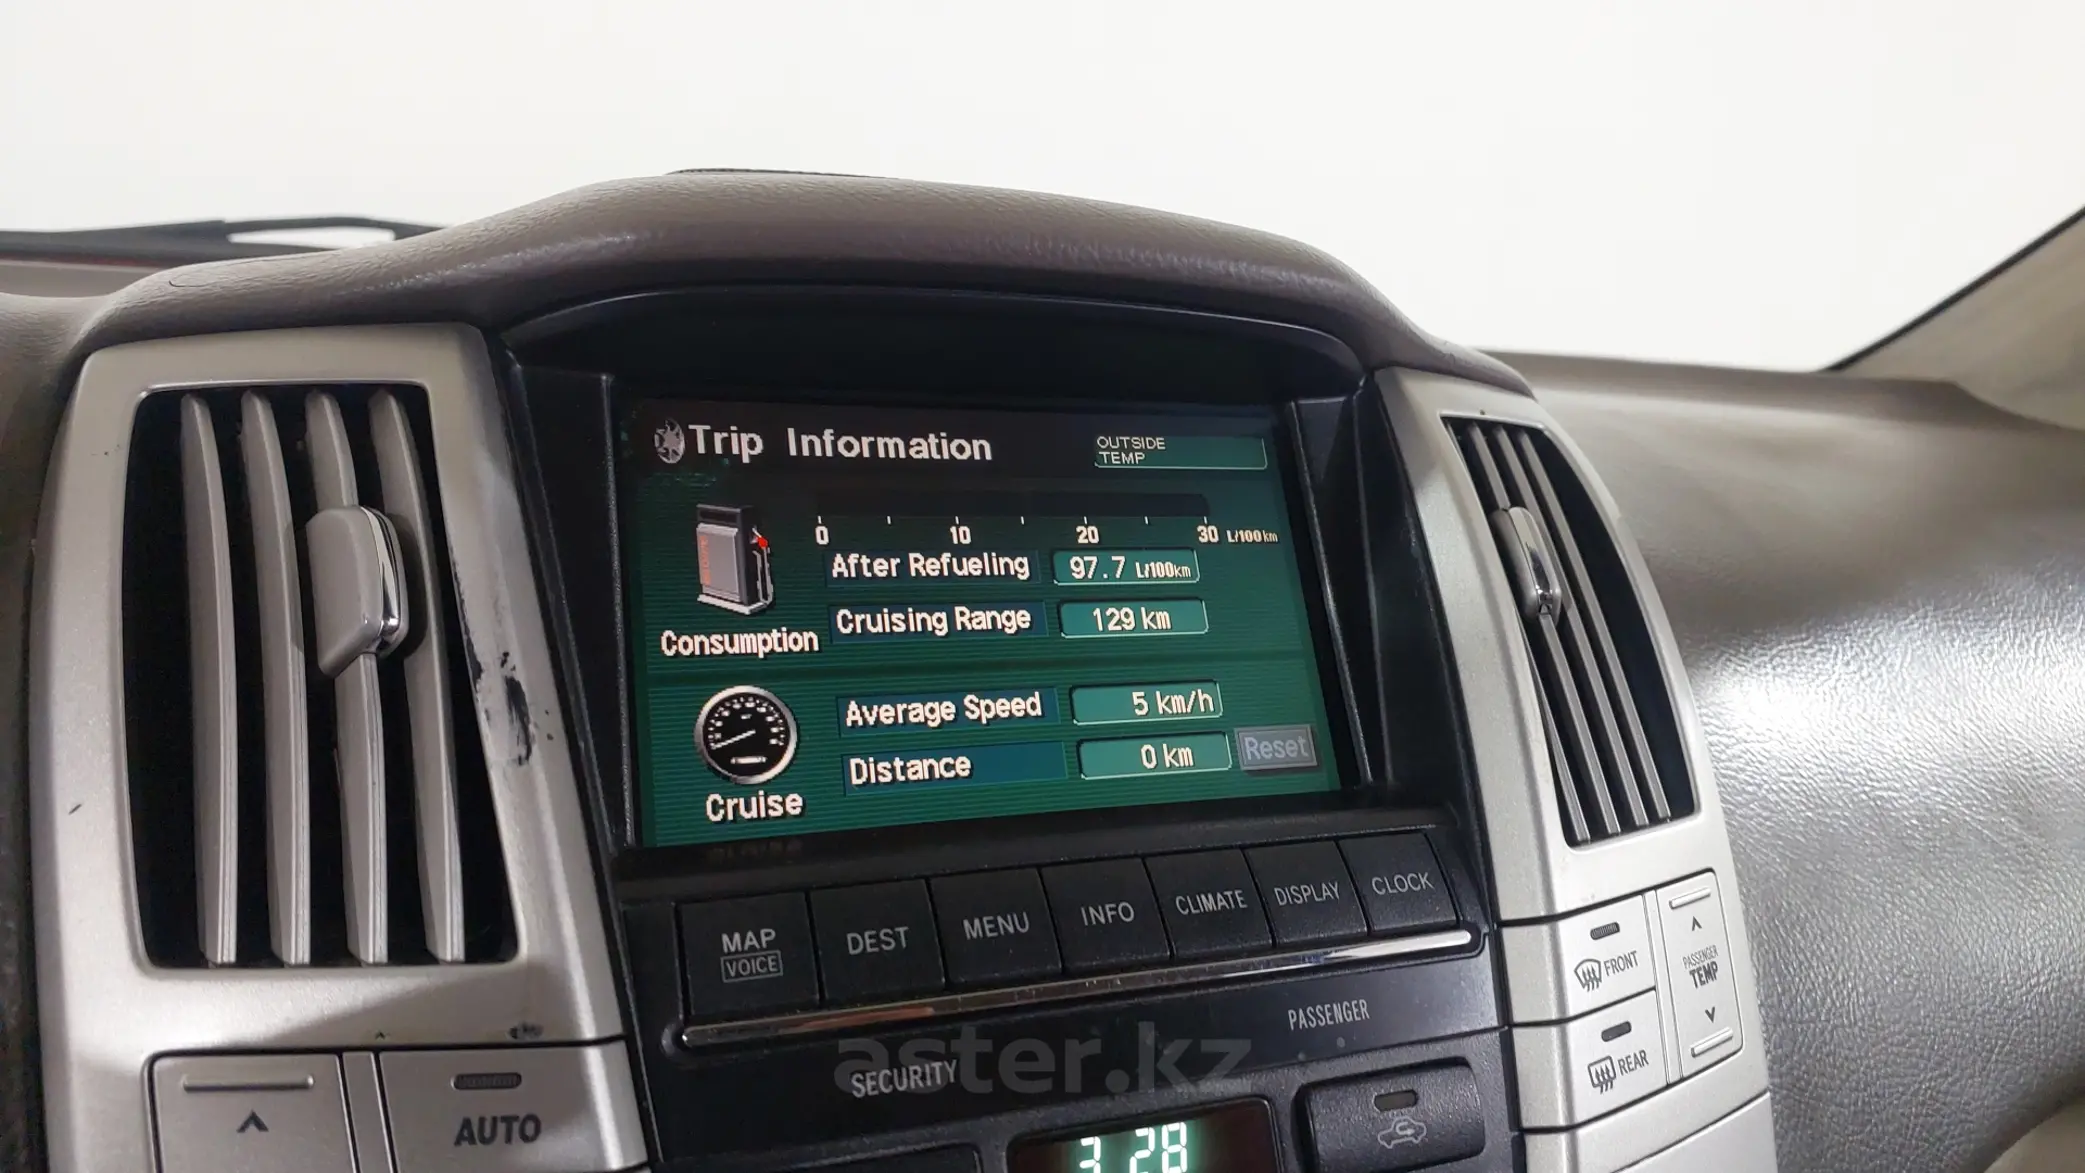 Trip Information
OUTSIDE
TEMP
0 10 20 30 L/100km
After Refueling 97.7 L/100km
Cruising Range 129 km
Consumption
Average Speed 5 km/h
Distance 0 km Reset
Cruise
MAP
VOICE
DEST
MENU
INFO
CLIMATE
DISPLAY
CLOCK
FRONT
PASSENGER
TEMP
REAR
PASSENGER
SECURITY
aster.kz
AUTO
3:28